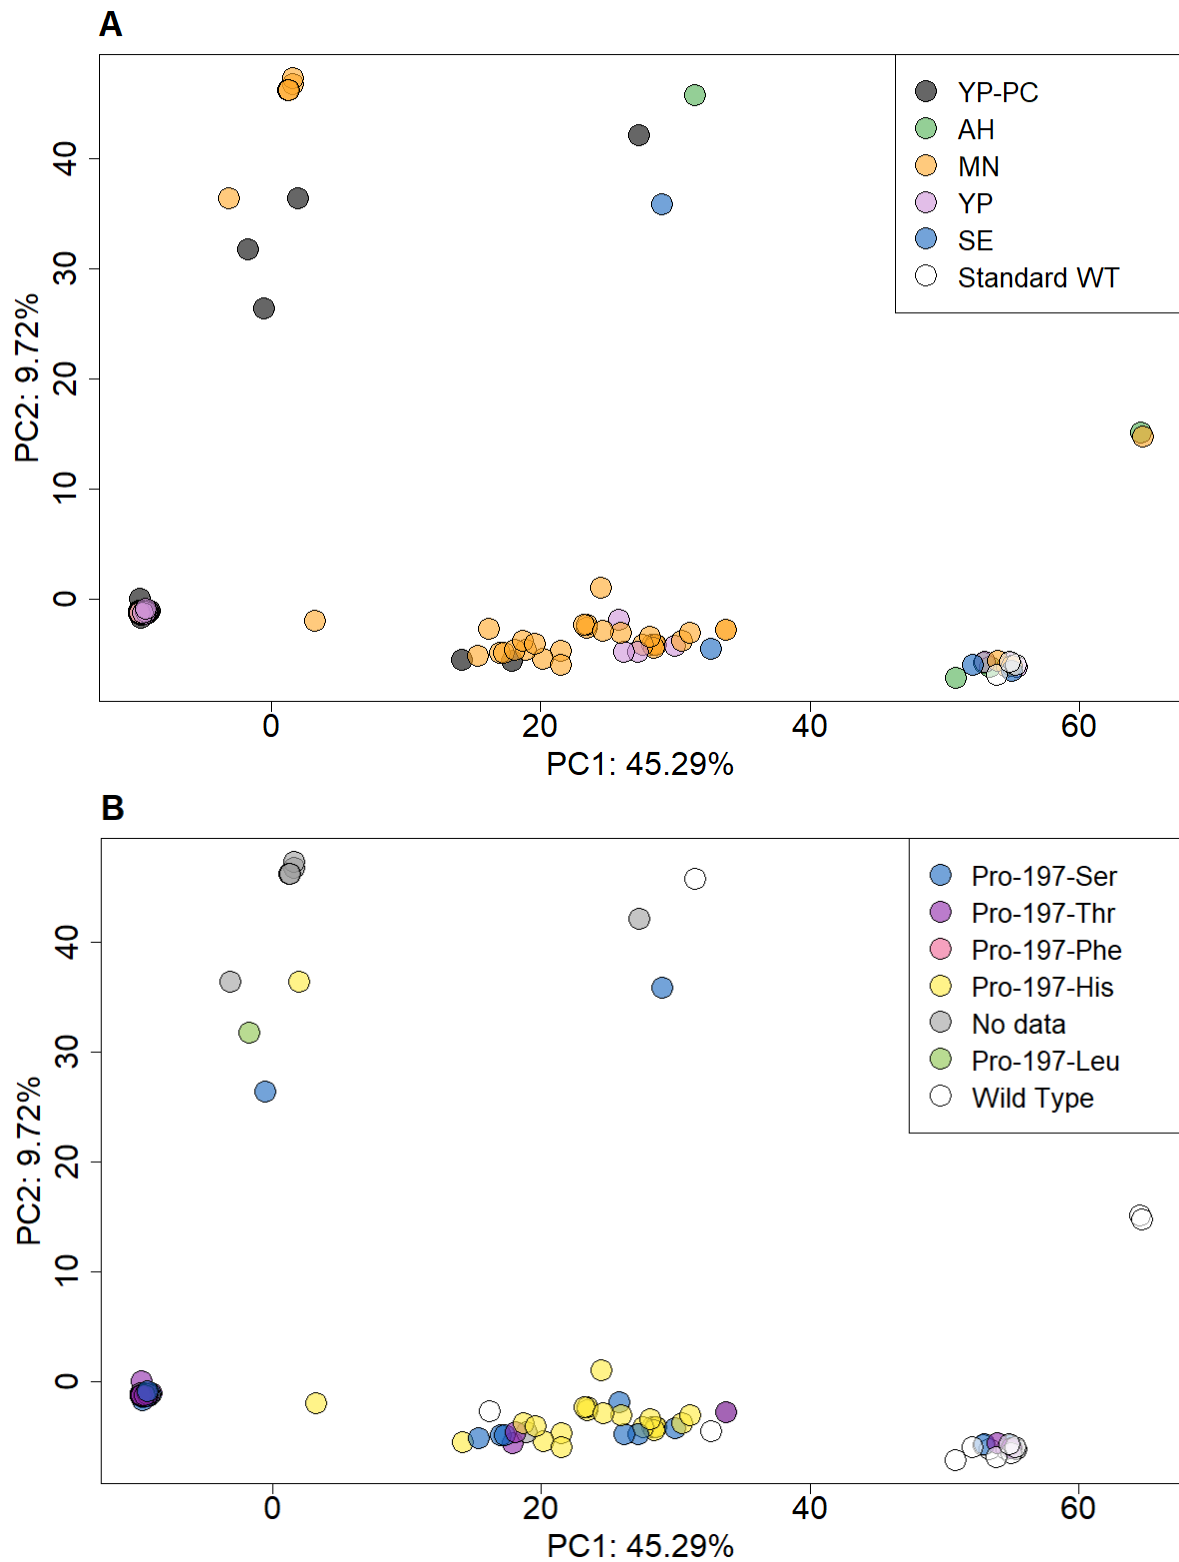 A
YP-PC
AH
MN
YP
SE
Standard WT
PC2: 9.72%
40
30
20
10
0
0 20 40 60
PC1: 45.29%
B
Pro-197-Ser
Pro-197-Thr
Pro-197-Phe
Pro-197-His
No data
Pro-197-Leu
Wild Type
PC2: 9.72%
40
30
20
10
0
0 20 40 60
PC1: 45.29%